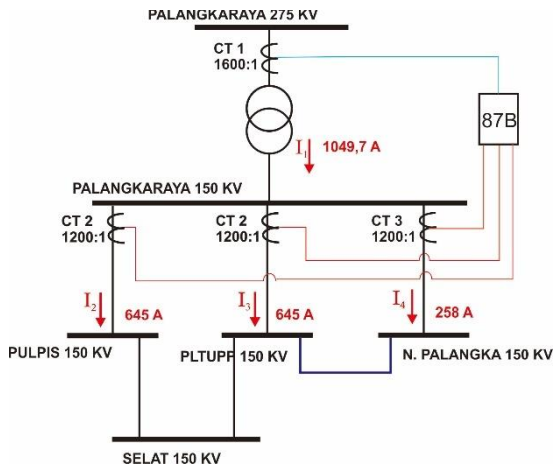 PALANGKARAYA 275 KV
CT 1
1600:1
87B
I1 1049,7 A
PALANGKARAYA 150 KV
CT 2
1200:1
CT 2
1200:1
CT 3
1200:1
I2 645 A
I3 645 A
I4 258 A
PULPIS 150 KV
PLTUPP 150 KV
N. PALANGKA 150 KV
SELAT 150 KV